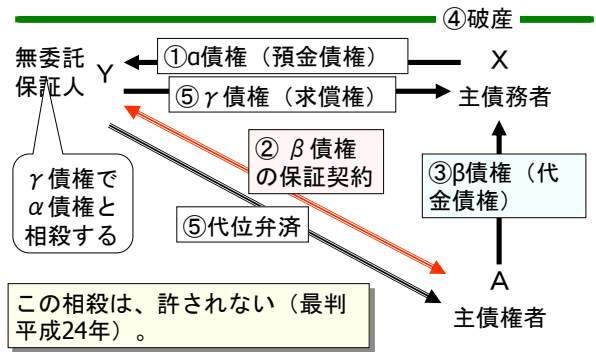 ④破産
①α債権（預金債権）
無委託
保証人
Y
X
主債務者
⑤γ債権（求償権）
② β債権
の保証契約
③β債権（代
金債権）
γ債権で
α債権と
相殺する
⑤代位弁済
A
主債権者
この相殺は、許されない（最判
平成24年）。